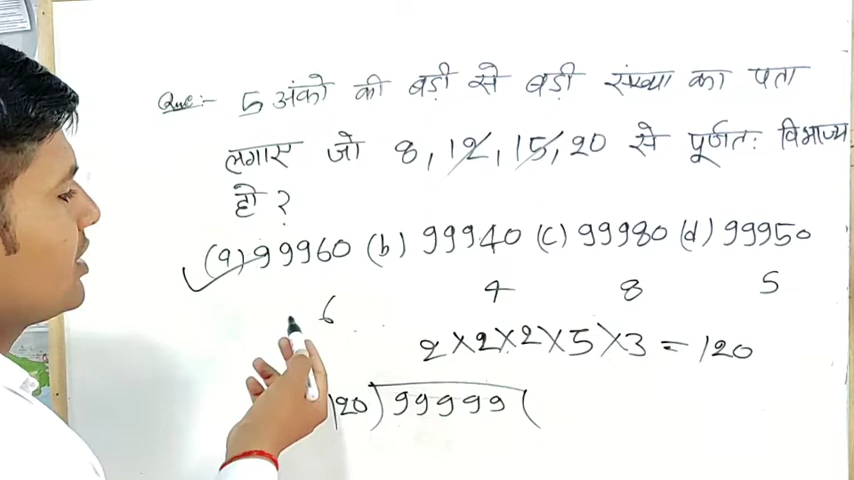 Que:- 5 अंको की बड़ी से बड़ी संख्या का पता
लगाए जो 8, 12, 15, 20 से पूर्णतः विभाज्य
हो ?
(a) 99960 (b) 99940 (c) 99980 (d) 99950
6 4 8 5
2×2×2×5×3 = 120
120) 99999 (